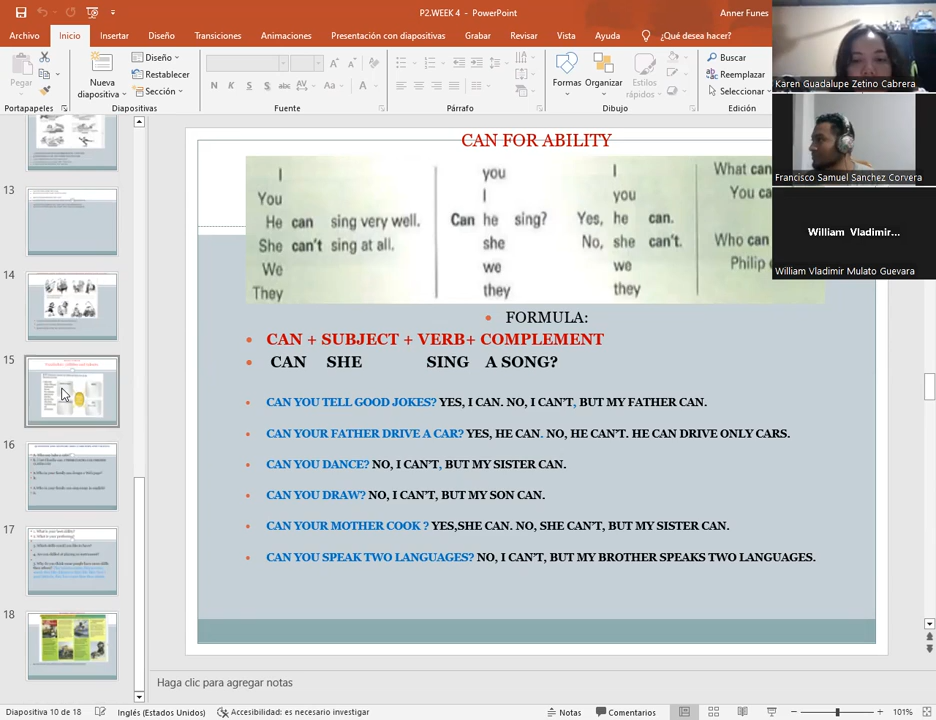 P2.WEEK 4 - PowerPoint
Anner Funes
Archivo
Inicio
Insertar
Diseño
Transiciones
Animaciones
Presentación con diapositivas
Grabar
Revisar
Vista
Ayuda
¿Qué desea hacer?
Pegar
Nueva
diapositiva
Diseño
Restablecer
Sección
N K S abc AV Aa A
Formas
Organizar
Estilos
rápidos
Buscar
Reemplazar
Seleccionar
Portapapeles
Diapositivas
Fuente
Párrafo
Dibujo
Edición
Karen Guadalupe Zetino Cabrera
Francisco Samuel Sanchez Corvera
William Vladimir...
William Vladimir Mulato Guevara
13
14
15
16
17
18
CAN FOR ABILITY
I
You
He can sing very well.
She can't sing at all.
We
They
you
I
Can he sing?
she
we
they
I
you
Yes, he can.
No, she can't.
we
they
What can
You ca
Who can
Philip
FORMULA:
• CAN + SUBJECT + VERB+ COMPLEMENT
• CAN SHE SING A SONG?
• CAN YOU TELL GOOD JOKES? YES, I CAN. NO, I CAN'T, BUT MY FATHER CAN.
• CAN YOUR FATHER DRIVE A CAR? YES, HE CAN. NO, HE CAN'T. HE CAN DRIVE ONLY CARS.
• CAN YOU DANCE? NO, I CAN'T, BUT MY SISTER CAN.
• CAN YOU DRAW? NO, I CAN'T, BUT MY SON CAN.
• CAN YOUR MOTHER COOK ? YES,SHE CAN. NO, SHE CAN'T, BUT MY SISTER CAN.
• CAN YOU SPEAK TWO LANGUAGES? NO, I CAN'T, BUT MY BROTHER SPEAKS TWO LANGUAGES.
Haga clic para agregar notas
Diapositiva 10 de 18
Inglés (Estados Unidos)
Accesibilidad: es necesario investigar
Notas
Comentarios
101%